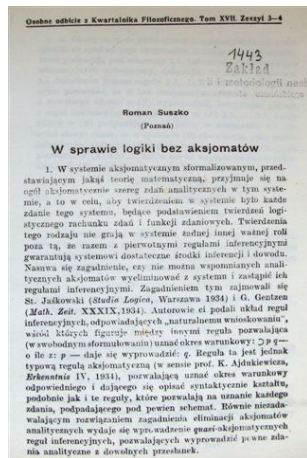 Osobne odbicie z Kwartalnika Filozoficznego. Tom XVII. Zeszyt 3—4
1443
Zakład
i metodologii nauk
Roman Suszko
(Poznań)
W sprawie logiki bez aksjomatów
1. W systemie aksjomatycznym sformalizowanym, przed-
stawiającym jakąś teorię matematyczną, przyjmuje się na
ogół aksjomatycznie szereg zdań analitycznych w tym syste-
mie, a to w celu, aby twierdzeniem w systemie było każde
zdanie tego systemu, będące podstawieniem twierdzeń logi-
stycznego rachunku zdań i funkcji zdaniowych. Twierdzenia
tego rodzaju nie grają w systemie żadnej innej ważnej roli
poza tą, że razem z pierwotnymi regułami inferencyjnymi
gwarantują systemowi dostateczne środki inferencji i dowodu.
Nasuwa się zagadnienie, czy nie można wspomnianych anali-
tycznych aksjomatów wyeliminować z systemu i zastąpić ich
regułami inferencyjnymi. Zagadnieniem tym zajmowali się
St. Jaśkowski (Studia Logica, Warszawa 1934) i G. Gentzen
(Math. Zeit. XXXIX, 1934). Autorowie ci podali układ reguł
inferencyjnych, odpowiadających „naturalnemu wnioskowaniu",
wśród których figuruje między innymi reguła pozwalająca
(w swobodnym sformułowaniu) uznać okres warunkowy: ⊃ p q —
o ile z: p — daje się wyprowadzić: q. Reguła ta jest jednak
typową regułą aksjomatyczną (w sensie prof. K. Ajdukiewicza,
Erkenntnis IV, 1934), pozwalającą uznać okres warunkowy
odpowiedniego i dającego się opisać syntaktycznie kształtu,
podobnie jak i te reguły, które pozwalają na uznanie każdego
zdania, podpadającego pod pewien schemat. Równie niezado-
walającym rozwiązaniem zagadnienia eliminacji aksjomatów
analitycznych wydaje się wprowadzenie quasi-aksjomatycznych
reguł inferencyjnych, pozwalających wyprowadzić pewne zda-
nia analityczne z dowolnych przesłanek.